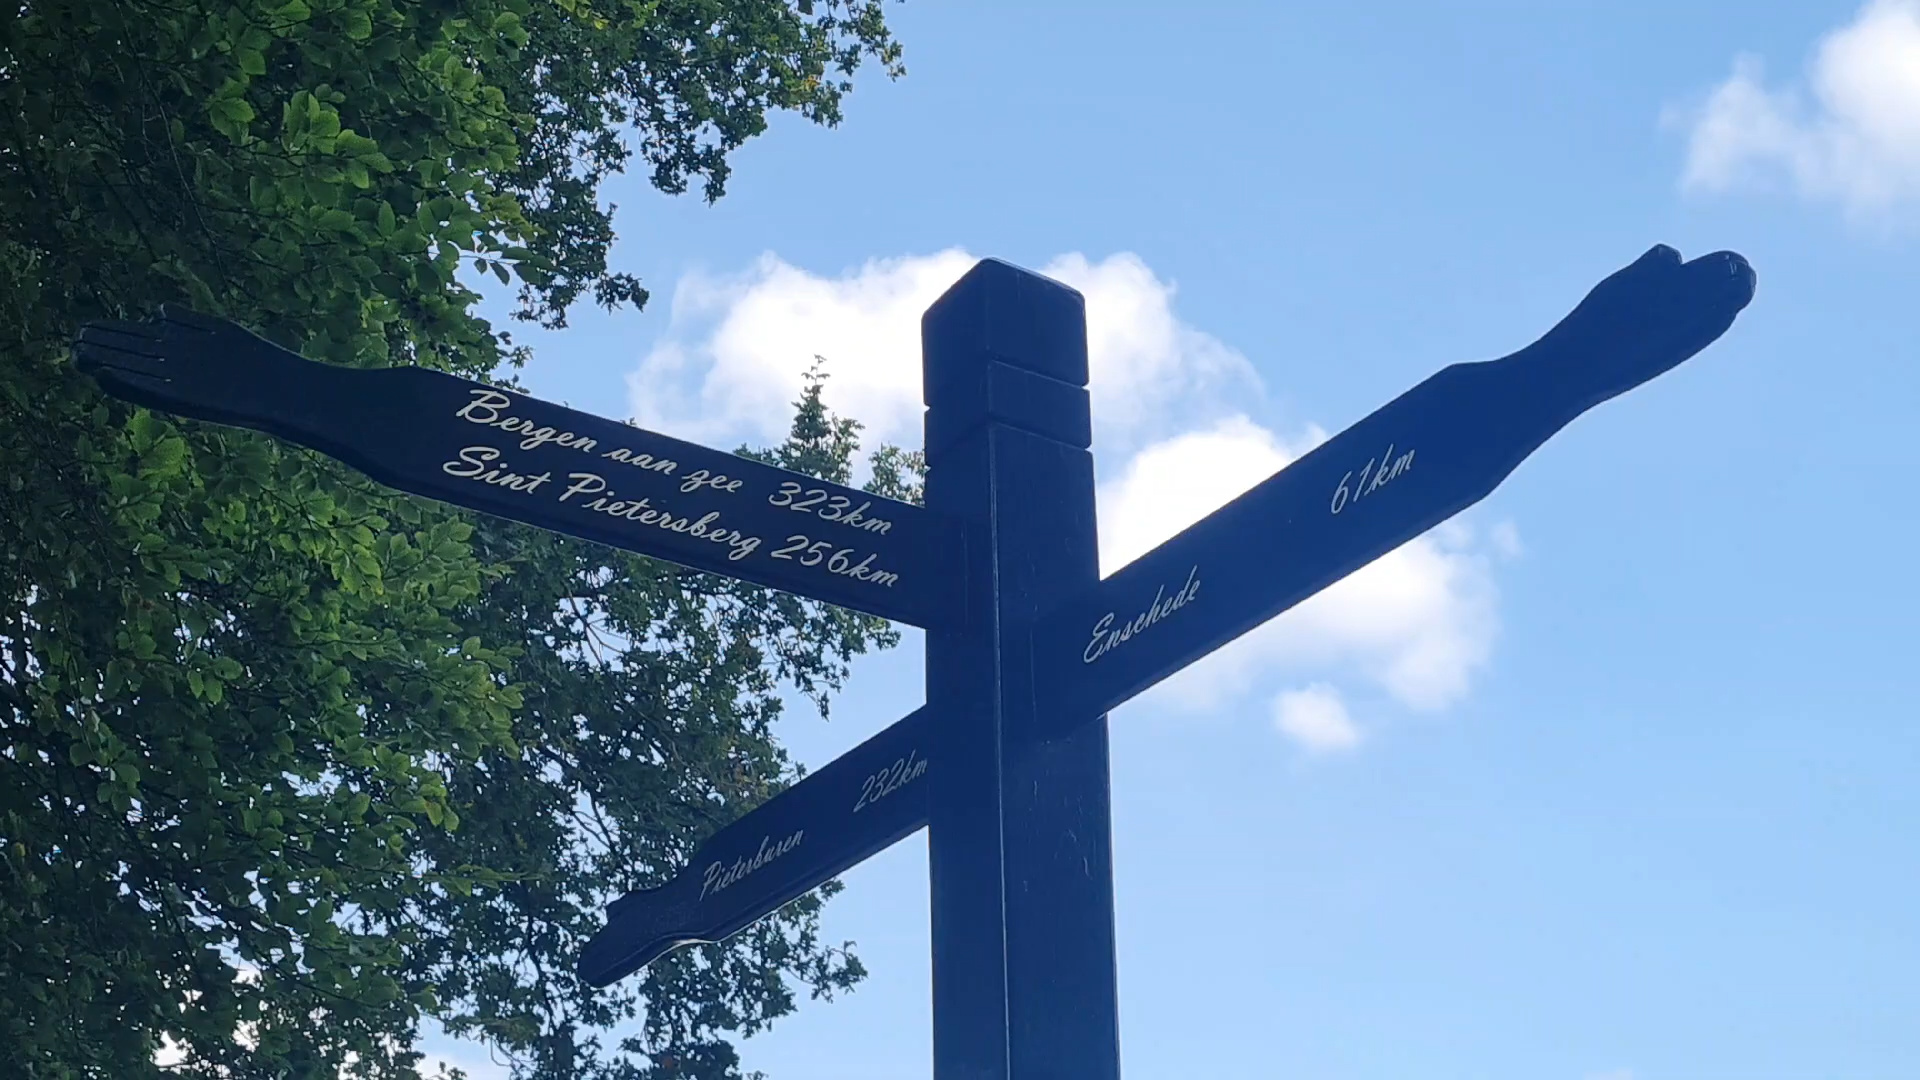 Bergen aan zee 323km
Sint Pietersberg 256km
Enschede 61km
Pieterburen 232km